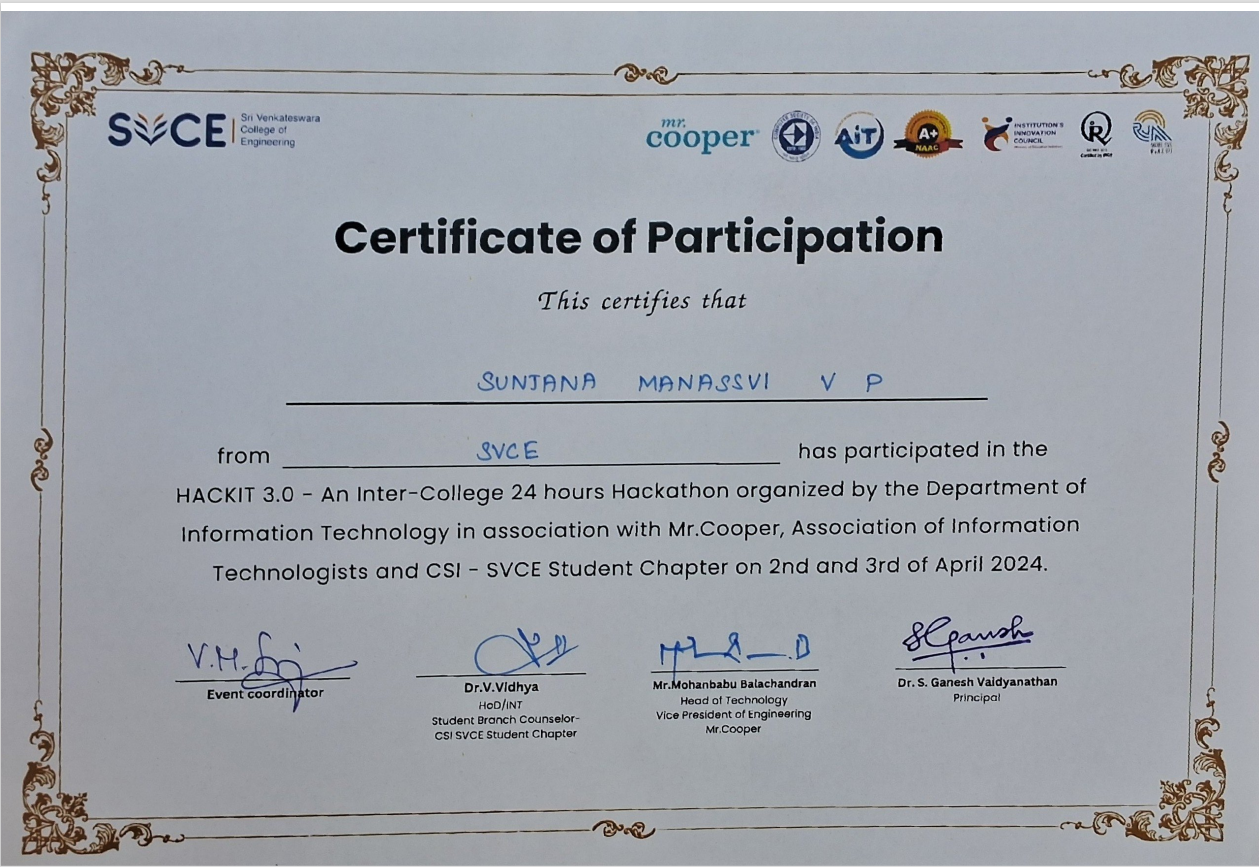 SVCE
Sri Venkateswara
College of
Engineering
mr.
cooper
AiT
A+
NAAC
INSTITUTION'S
INNOVATION
COUNCIL
Certificate of Participation
This certifies that
SUNJANA MANASSVI V P
from SVCE has participated in the
HACKIT 3.0 - An Inter-College 24 hours Hackathon organized by the Department of
Information Technology in association with Mr.Cooper, Association of Information
Technologists and CSI - SVCE Student Chapter on 2nd and 3rd of April 2024.
V.M.
SGanesh
Event coordinator
Dr.V.Vidhya
HoD/INT
Student Branch Counselor-
CSI SVCE Student Chapter
Mr.Mohanbabu Balachandran
Head of Technology
Vice President of Engineering
Mr.Cooper
Dr. S. Ganesh Vaidyanathan
Principal